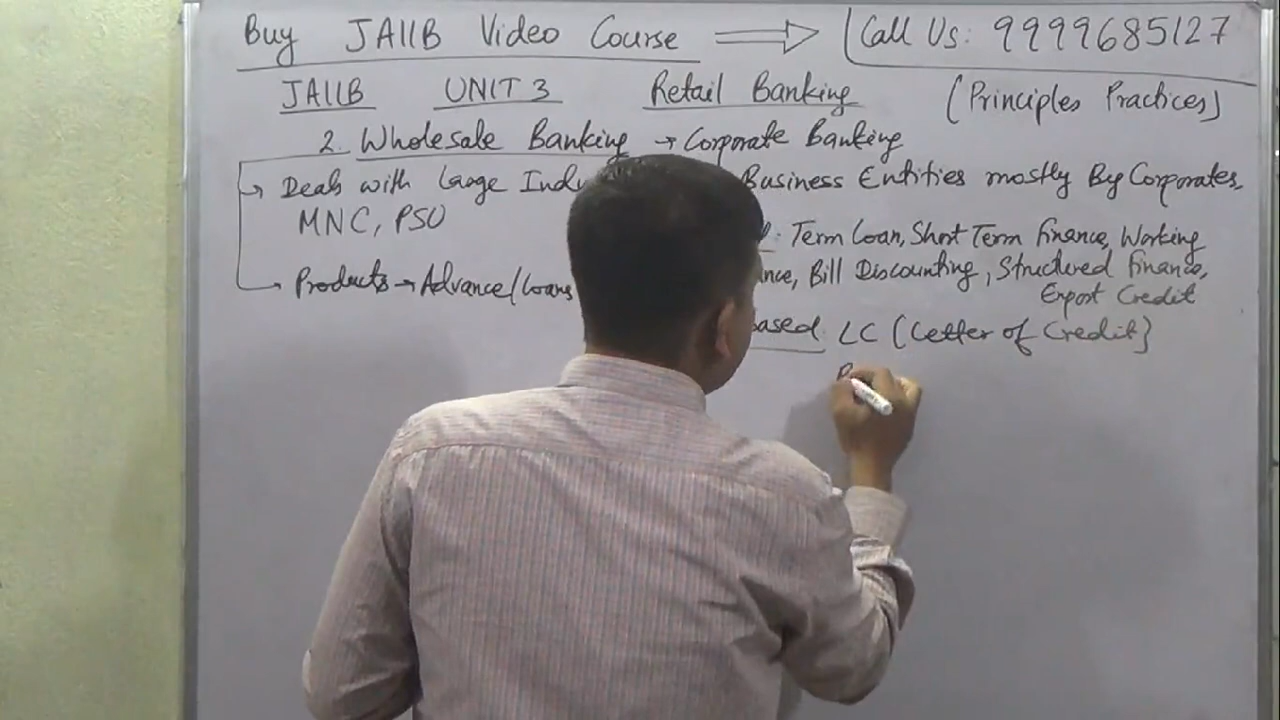 Buy JAIIB Video Course ⟹ Call Us: 9999685127
JAIIB UNIT 3 Retail Banking (Principles Practices)
2. Wholesale Banking → Corporate Banking
Deals with Large Business Entities mostly By Corporates,
MNC, PSU
Term Loan, Short Term Finance, Working
Products → Advance/Loans Bill Discounting, Structured Finance,
Export Credit
LC (Letter of Credit)